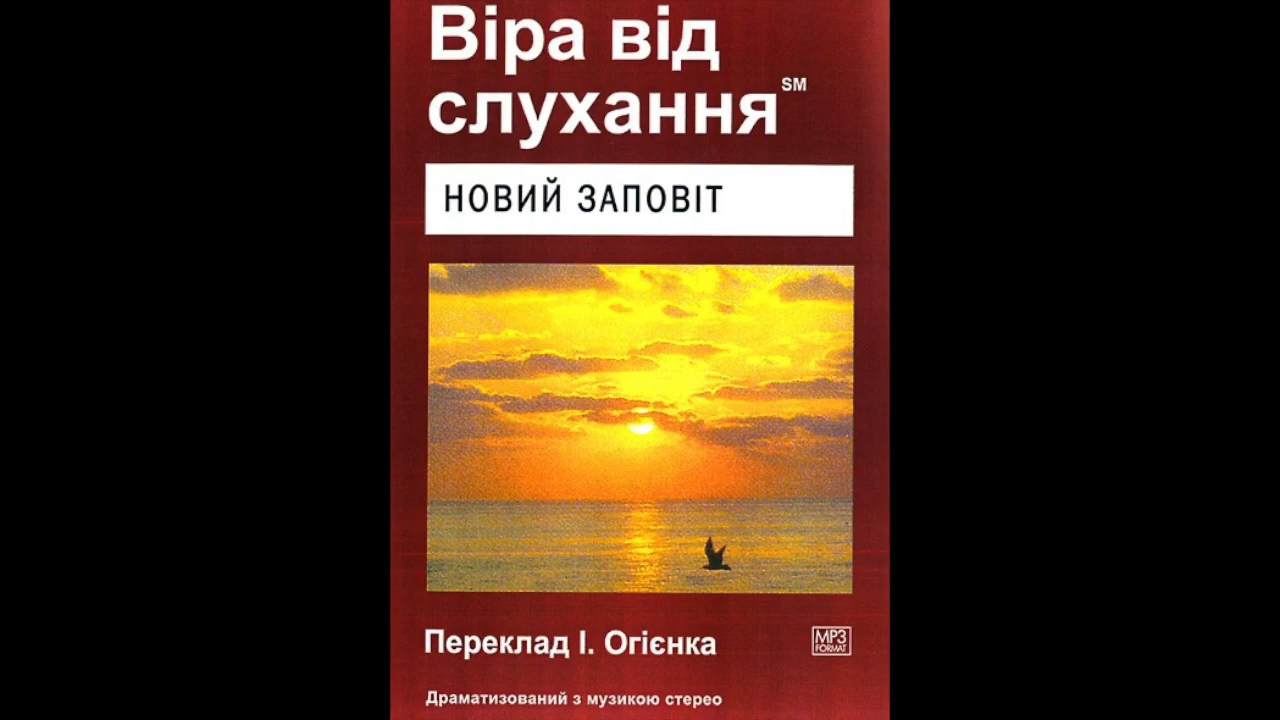 Віра від
слухання SM
НОВИЙ ЗАПОВІТ
Переклад І. Огієнка
MP3
FORMAT
Драматизований з музикою стерео